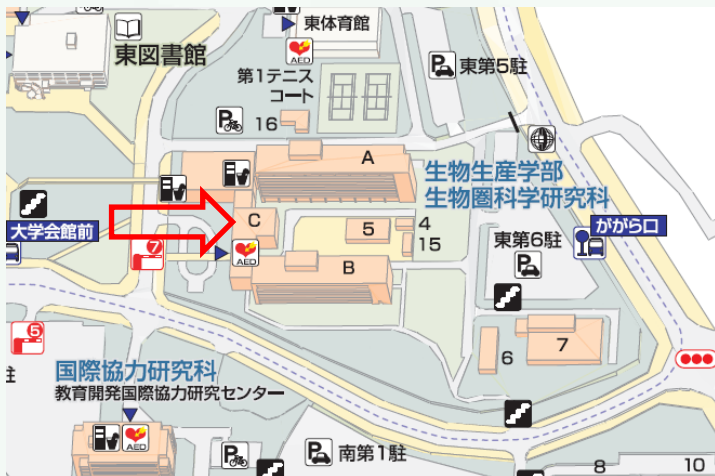 東体育館
東図書館
AED
第1テニス
コート
P
東第5駐
P
16
A
生物生産学部
生物圏科学研究科
C
5
4
15
大学会館前
ががら口
東第6駐
P
7
AED
B
5
駐
国際協力研究科
教育開発国際協力研究センター
6
7
AED
P
P
南第1駐
8
10